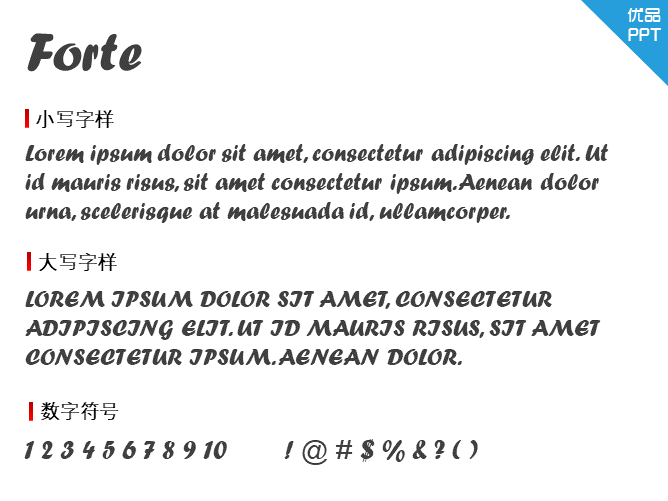 优品
PPT
Forte
小写字样
Lorem ipsum dolor sit amet, consectetur adipiscing elit. Ut
id mauris risus, sit amet consectetur ipsum.Aenean dolor
urna, scelerisque at malesuada id, ullamcorper.
大写字样
LOREM IPSUM DOLOR SIT AMET, CONSECTETUR
ADIPISCING ELIT. UT ID MAURIS RISUS, SIT AMET
CONSECTETUR IPSUM.AENEAN DOLOR.
数字符号
1 2 3 4 5 6 7 8 9 10 ! @ # $ % & ? ( )